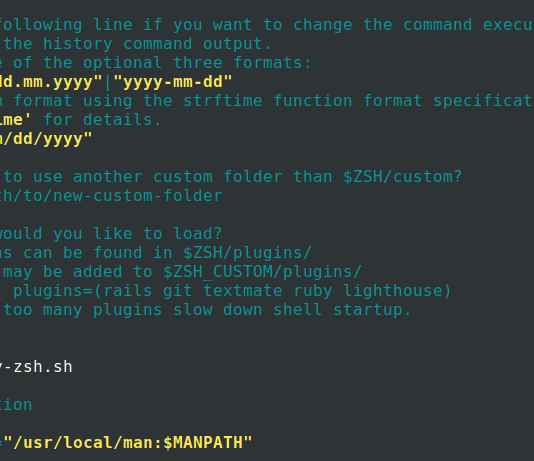 following line if you want to change the command execu
the history command output.
of the optional three formats:
dd.mm.yyyy"|"yyyy-mm-dd"
format using the strftime function format specificat
ime' for details.
m/dd/yyyy"
to use another custom folder than $ZSH/custom?
th/to/new-custom-folder
would you like to load?
ns can be found in $ZSH/plugins/
may be added to $ZSH_CUSTOM/plugins/
plugins=(rails git textmate ruby lighthouse)
too many plugins slow down shell startup.
y-zsh.sh
tion
="/usr/local/man:$MANPATH"